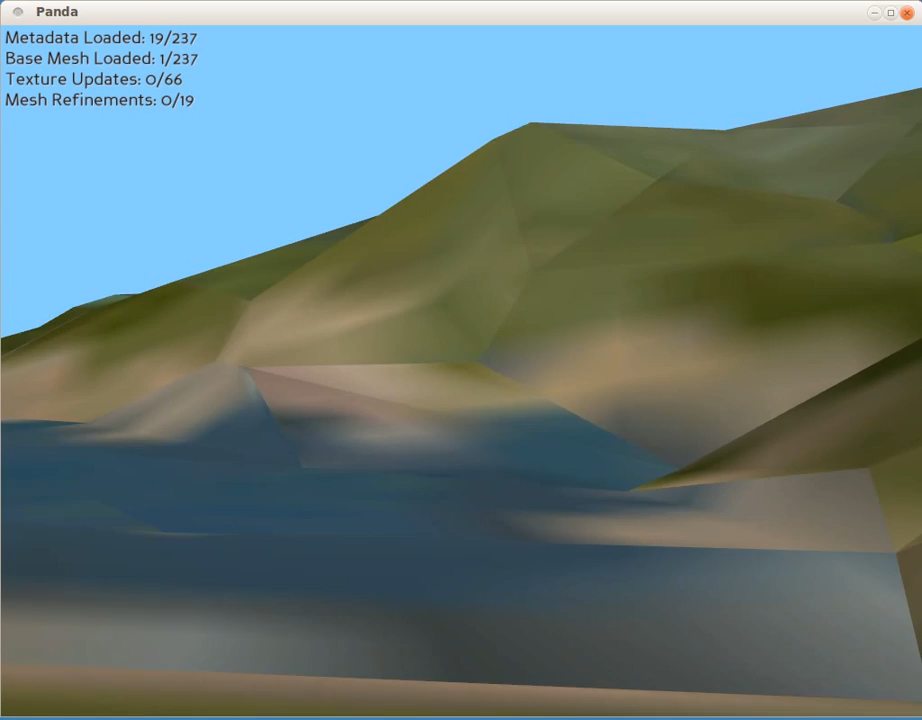 Panda
Metadata Loaded: 19/237
Base Mesh Loaded: 1/237
Texture Updates: 0/66
Mesh Refinements: 0/19